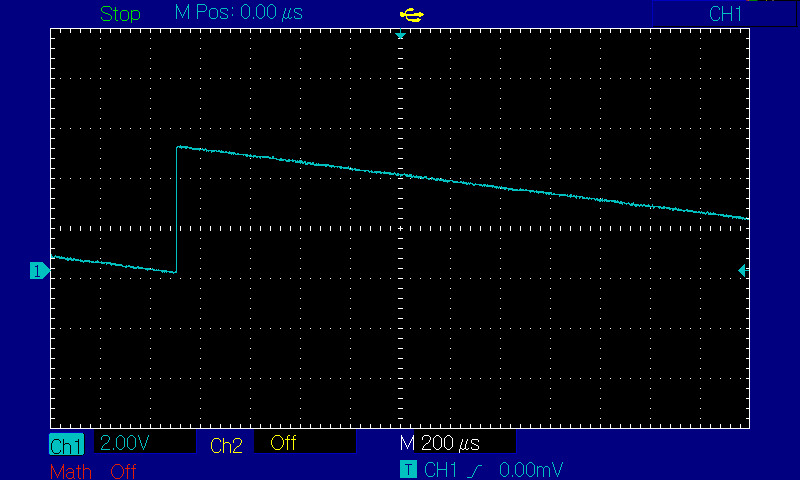 Stop M Pos: 0.00 μs CH1
1
Ch1 2.00V Ch2 Off M 200 μs
Math Off T CH1 0.00mV